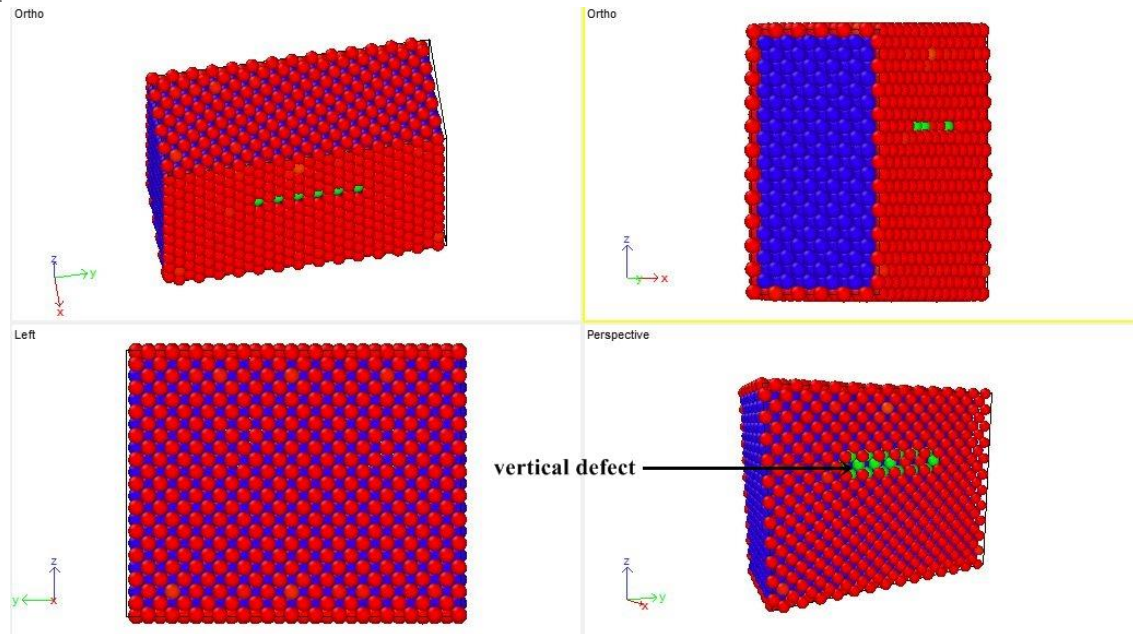 Ortho
Ortho
z
y
x
z
y
x
Left
Perspective
vertical defect
z
y
x
z
y
x